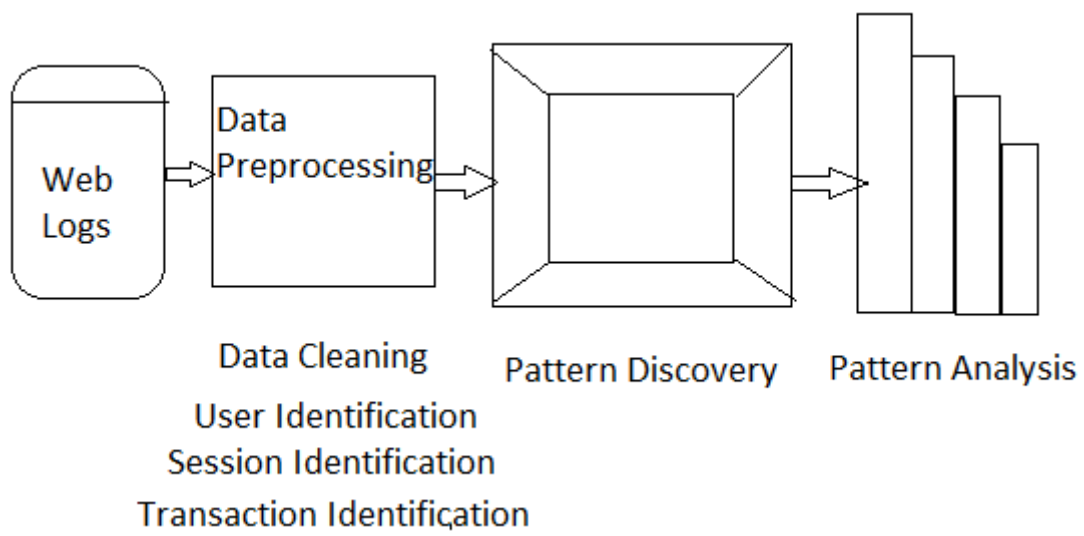 Web
Logs
Data
Preprocessing
Data Cleaning
User Identification
Session Identification
Transaction Identification
Pattern Discovery
Pattern Analysis